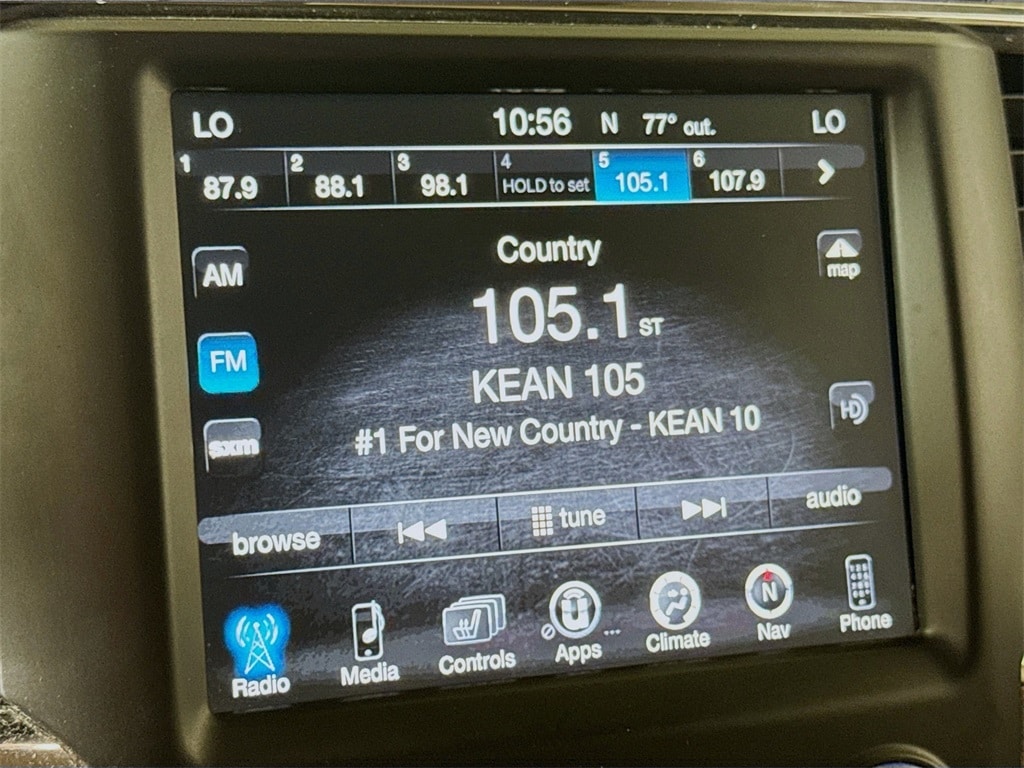 LO 10:56 N 77° out. LO
1 87.9 2 88.1 3 98.1 4 HOLD to set 5 105.1 6 107.9
Country
AM
map
105.1 ST
FM
KEAN 105
HD
#1 For New Country - KEAN 10
sxm
browse tune audio
Radio Media Controls Apps ... Climate N Nav Phone